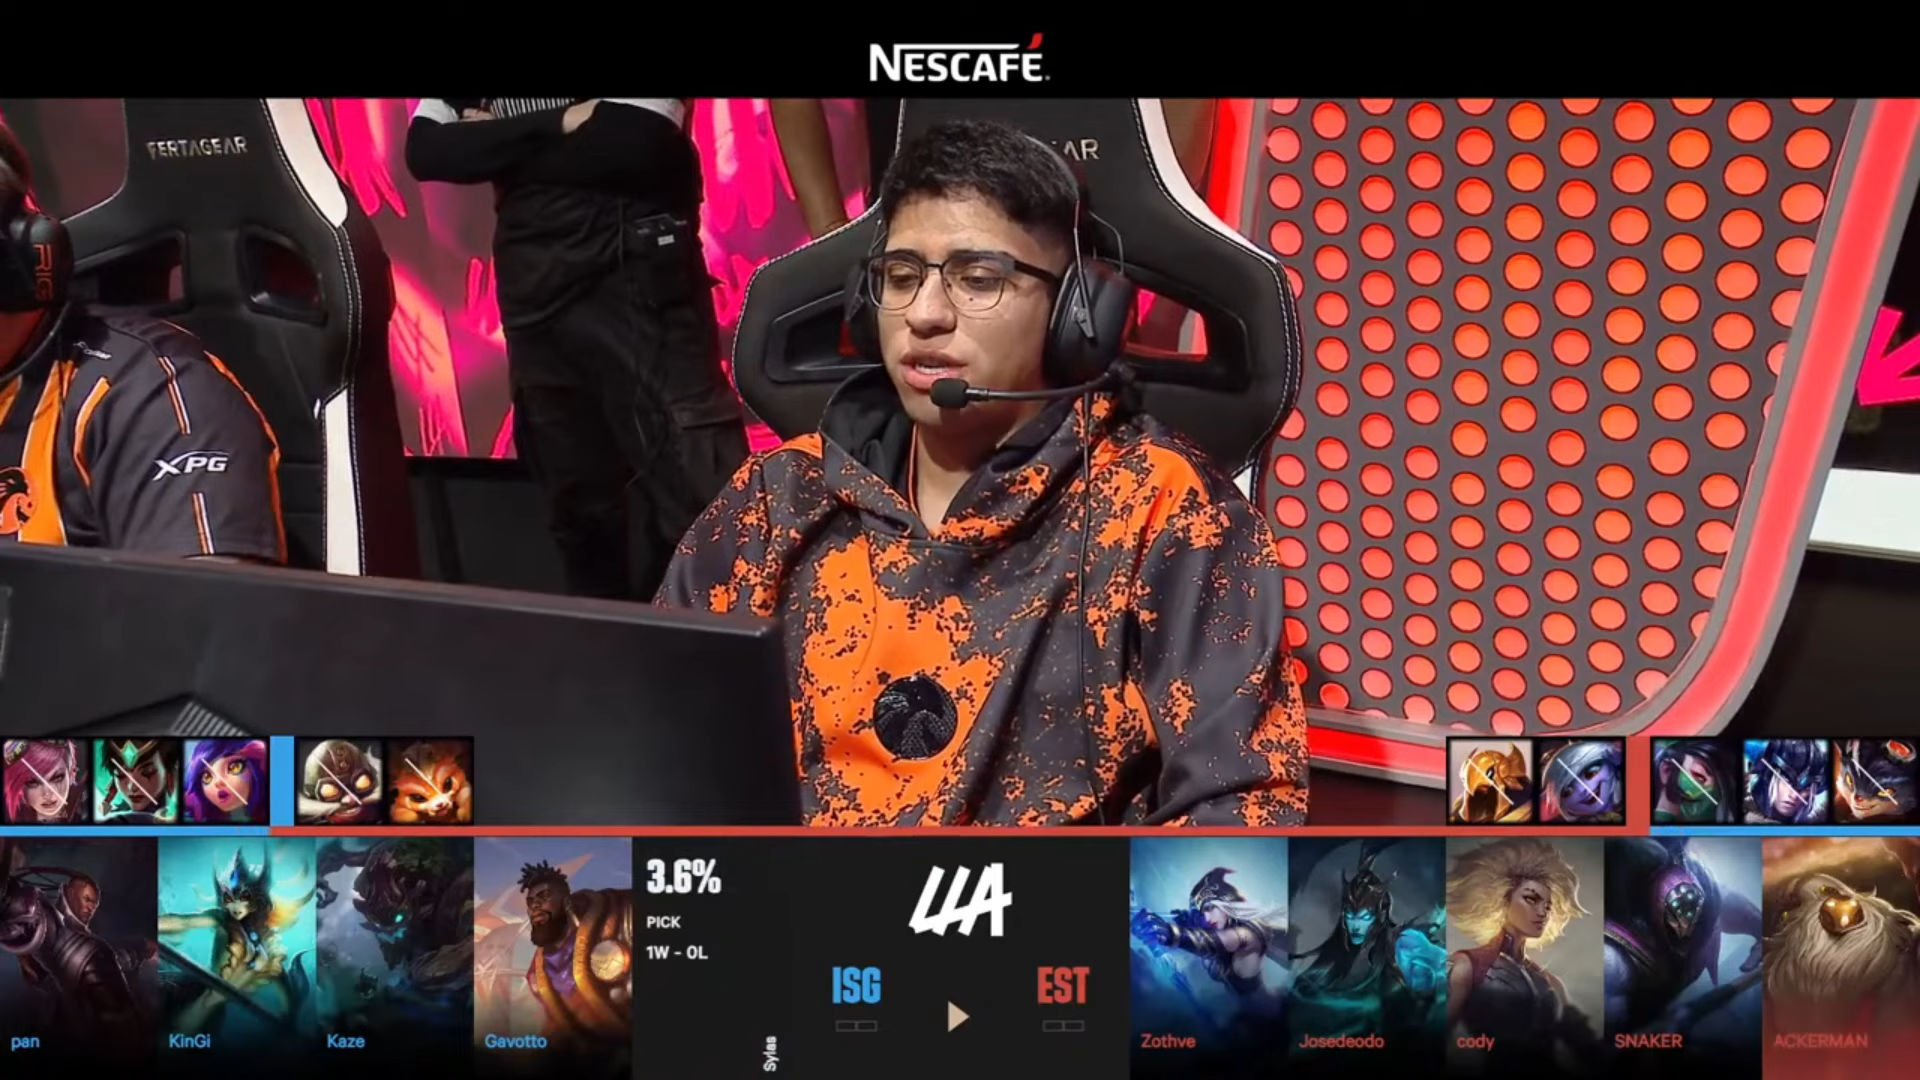 NESCAFÉ.
FERTAGEAR
AR
RIG
XPG
3.6%
PICK
1W - 0L
Sylas
LLA
ISG
EST
pan
KinGi
Kaze
Gavotto
Zothve
Josedeodo
cody
SNAKER
ACKERMAN